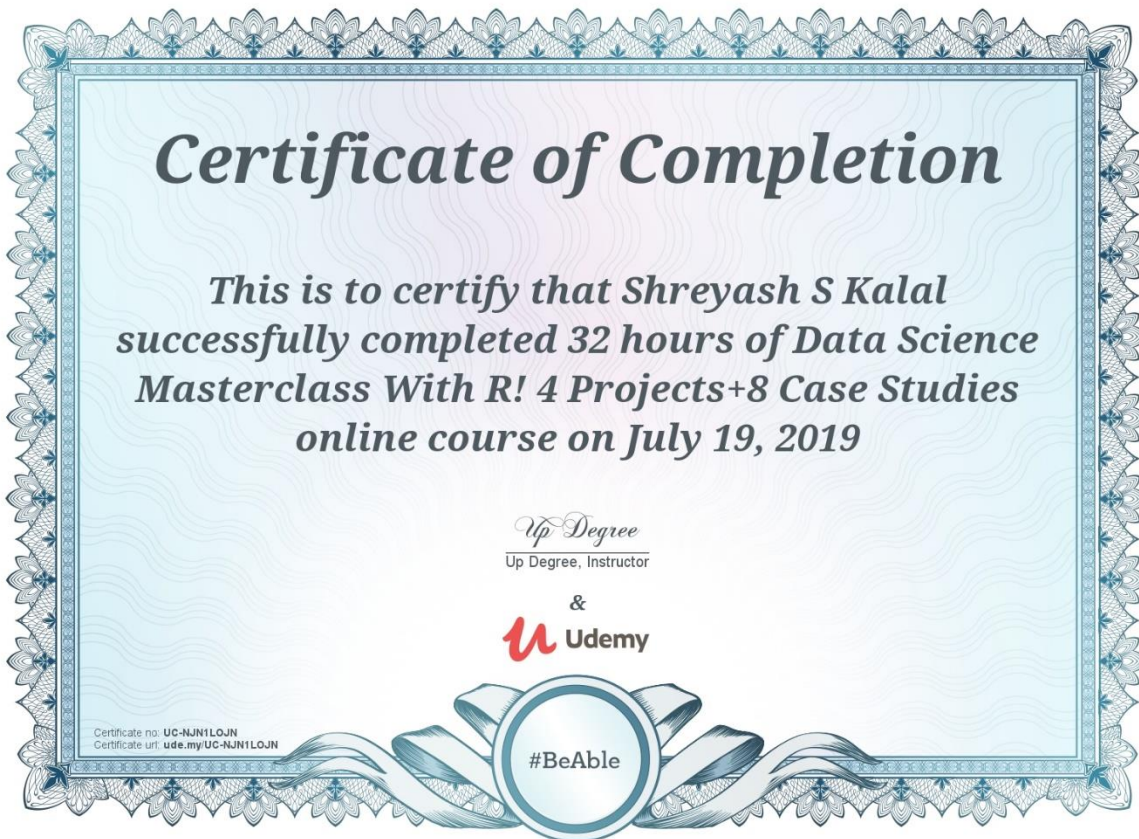 Certificate of Completion
This is to certify that Shreyash S Kalal
successfully completed 32 hours of Data Science
Masterclass With R! 4 Projects+8 Case Studies
online course on July 19, 2019
Up Degree
Up Degree, Instructor
&
Udemy
Certificate no: UC-NJN1LOJN
Certificate url: ude.my/UC-NJN1LOJN
#BeAble